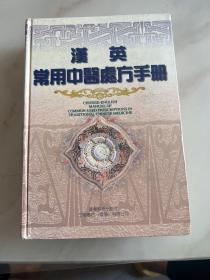 漢英
常用中醫處方手册
CHINESE-ENGLISH
MANUAL OF
COMMON-USED PRESCRIPTIONS IN
TRADITIONAL CHINESE MEDICINE